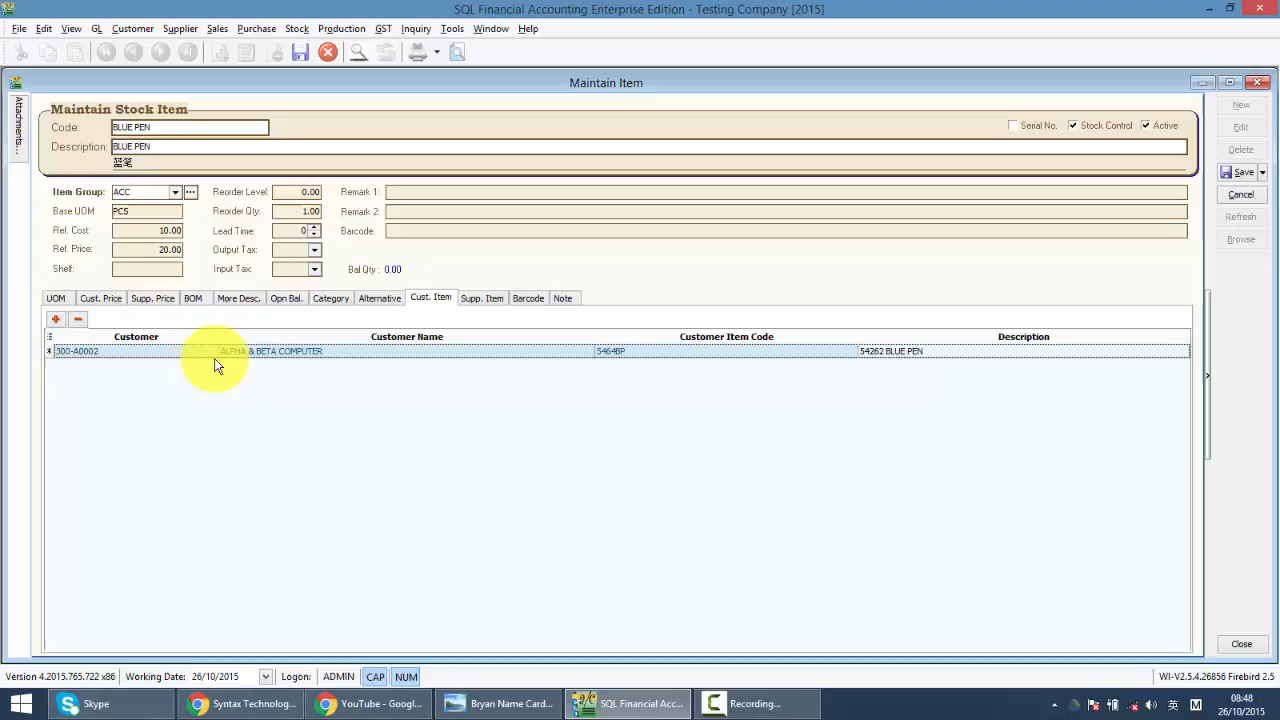 SQL Financial Accounting Enterprise Edition - Testing Company [2015]
File Edit View GL Customer Supplier Sales Purchase Stock Production GST Inquiry Tools Window Help
Maintain Item
Attachments...
Maintain Stock Item
Code: BLUE PEN
Serial No. Stock Control Active
Description: BLUE PEN
蓝笔
Item Group: ACC Reorder Level: 0.00 Remark 1:
Base UOM PCS Reorder Qty: 1.00 Remark 2:
Ref. Cost: 10.00 Lead Time: 0 Barcode:
Ref. Price: 20.00 Output Tax:
Shelf: Input Tax: Bal Qty: 0.00
UOM Cust. Price Supp. Price BOM More Desc. Opn Bal. Category Alternative Cust. Item Supp. Item Barcode Note
Customer Customer Name Customer Item Code Description
300-A0002 ALPHA & BETA COMPUTER 5464BP 54262 BLUE PEN
New
Edit
Delete
Save
Cancel
Refresh
Browse
Close
Version 4.2015.765.722 x86 Working Date: 26/10/2015 Logon: ADMIN CAP NUM WI-V2.5.4.26856 Firebird 2.5
Skype Syntax Technolog... YouTube - Googl... Bryan Name Card... SQL Financial Acc... Recording... M 08:48
26/10/2015